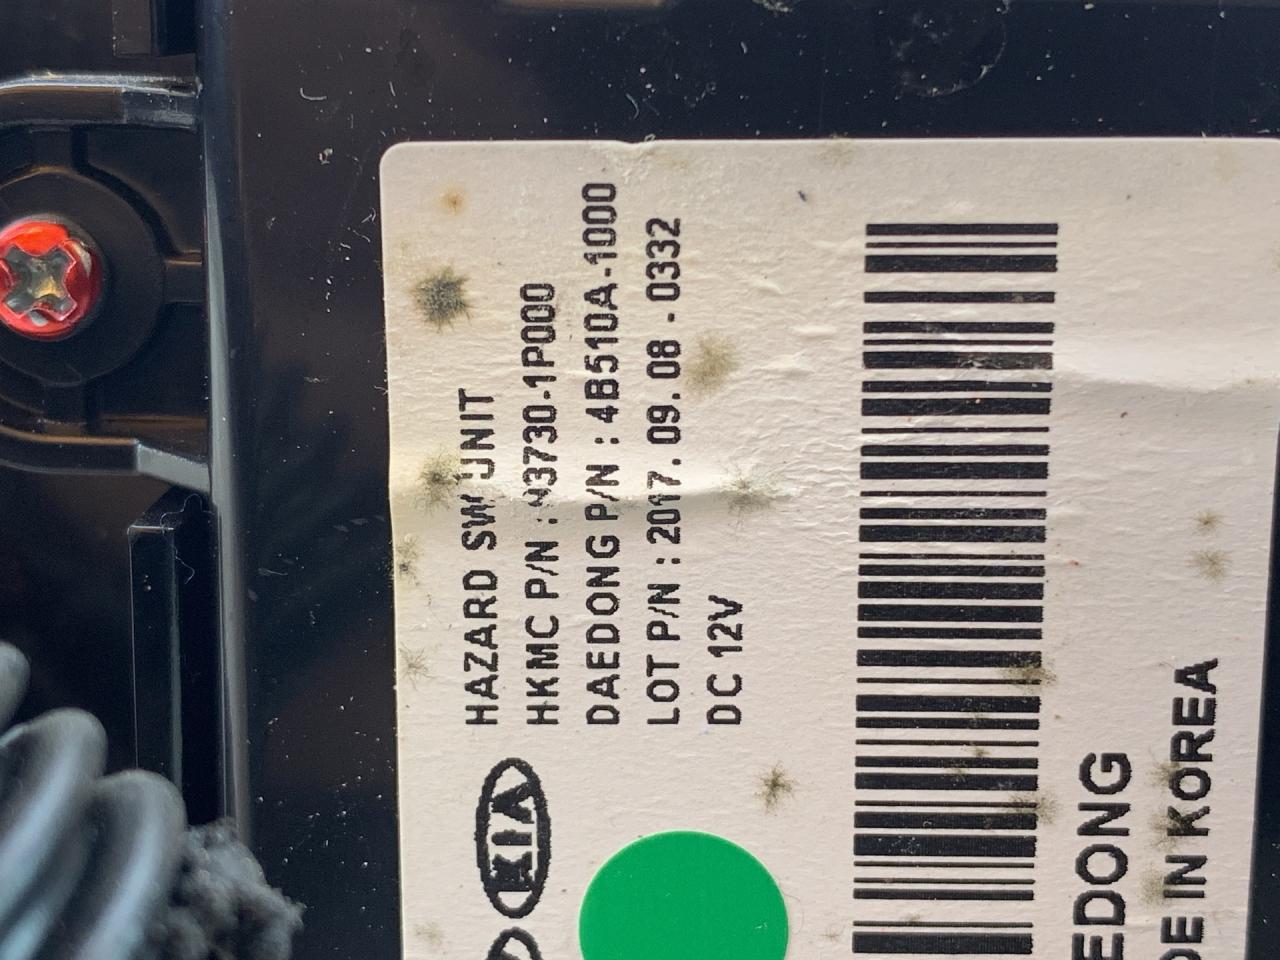 HAZARD SW UNIT
HKMC P/N : 93730-1P000
DAEDONG P/N : 4B510A-1000
LOT P/N : 2017. 09. 08 - 0332
DC 12V
KIA
EDONG
DE IN KOREA